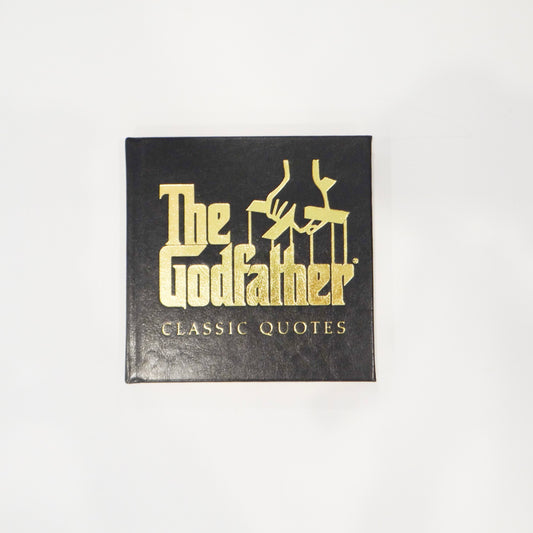 The
Godfather
CLASSIC QUOTES